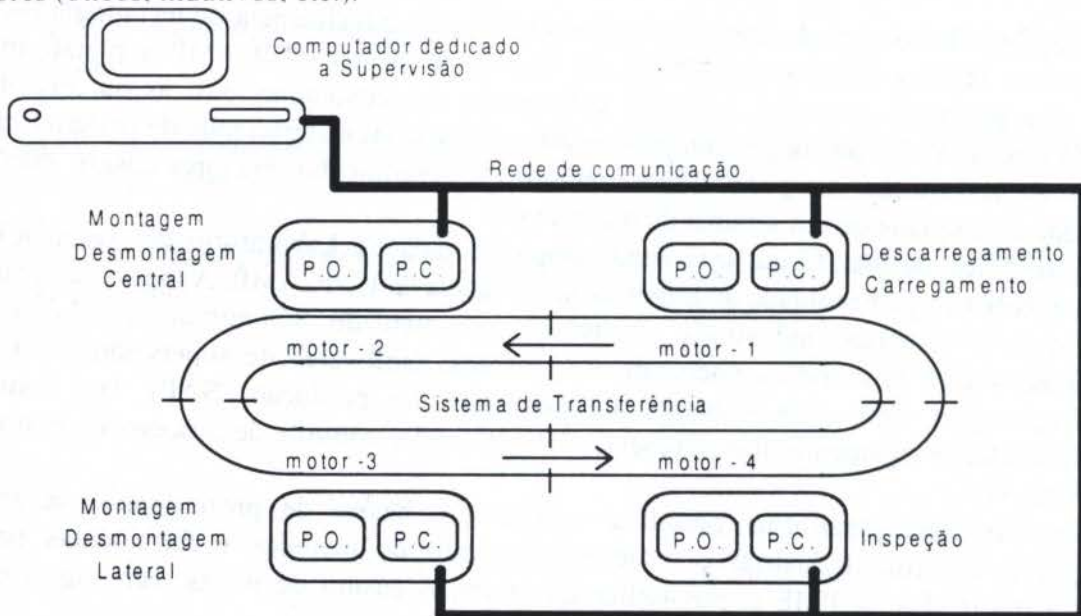 Computador dedicado
a Supervisão
Rede de comunicação
Montagem
Desmontagem
Central
P.O. P.C.
P.O. P.C.
Descarregamento
Carregamento
motor - 2
motor - 1
Sistema de Transferência
motor -3
motor - 4
Montagem
Desmontagem
Lateral
P.O. P.C.
P.O. P.C.
Inspeção